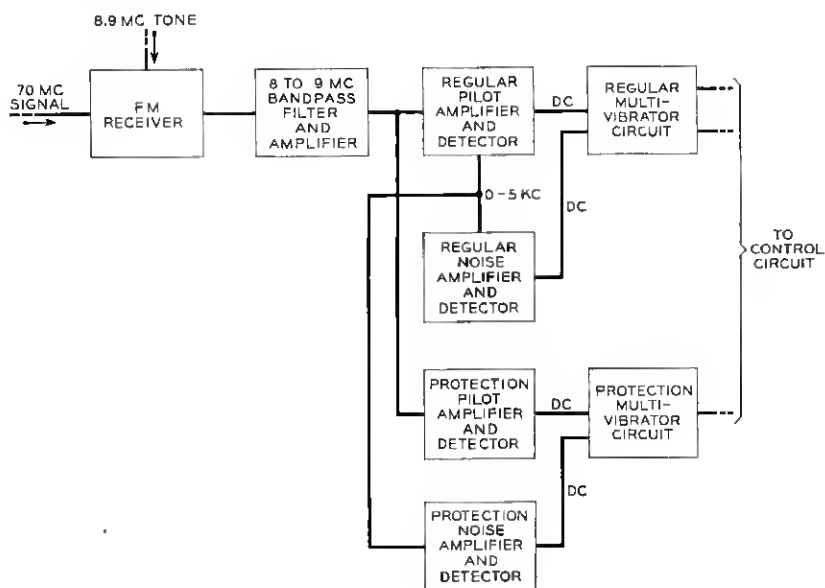 8.9 MC TONE
70 MC
SIGNAL
FM
RECEIVER
8 TO 9 MC
BANDPASS
FILTER
AND
AMPLIFIER
REGULAR
PILOT
AMPLIFIER
AND
DETECTOR
DC
REGULAR
MULTI-
VIBRATOR
CIRCUIT
0-5 KC
DC
REGULAR
NOISE
AMPLIFIER
AND
DETECTOR
TO
CONTROL
CIRCUIT
PROTECTION
PILOT
AMPLIFIER
AND
DETECTOR
DC
PROTECTION
MULTI-
VIBRATOR
CIRCUIT
DC
PROTECTION
NOISE
AMPLIFIER
AND
DETECTOR